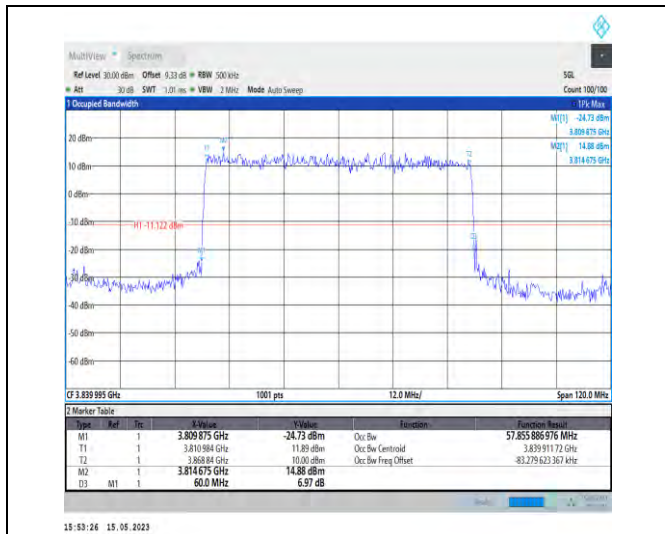 MultiView Spectrum
Ref Level 30.00 dBm Offset 9.33 dB RBW 500 kHz SGL
Att 30 dB SWT 1.01 ms VBW 2 MHz Mode Auto Sweep Count 100/100
1 Occupied Bandwidth 1Pk Max
M1[1] -24.73 dBm
3.809 875 GHz
M2[1] 14.88 dBm
3.814 675 GHz
20 dBm
10 dBm
0 dBm
-10 dBm
H1 -11.122 dBm
-20 dBm
-30 dBm
-40 dBm
-50 dBm
-60 dBm
CF 3.839 995 GHz 1001 pts 12.0 MHz/ Span 120.0 MHz
2 Marker Table
Type Ref Trc X-Value Y-Value Function Function Result
M1 1 3.809 875 GHz -24.73 dBm Occ Bw 57.855 886 976 MHz
T1 1 3.810 984 GHz 11.89 dBm Occ Bw Centroid 3.839 911 72 GHz
T2 1 3.868 84 GHz 10.00 dBm Occ Bw Freq Offset -83.279 623 367 kHz
M2 1 3.814 675 GHz 14.88 dBm
D3 M1 1 60.0 MHz 6.97 dB
15:53:26 15.05.2023